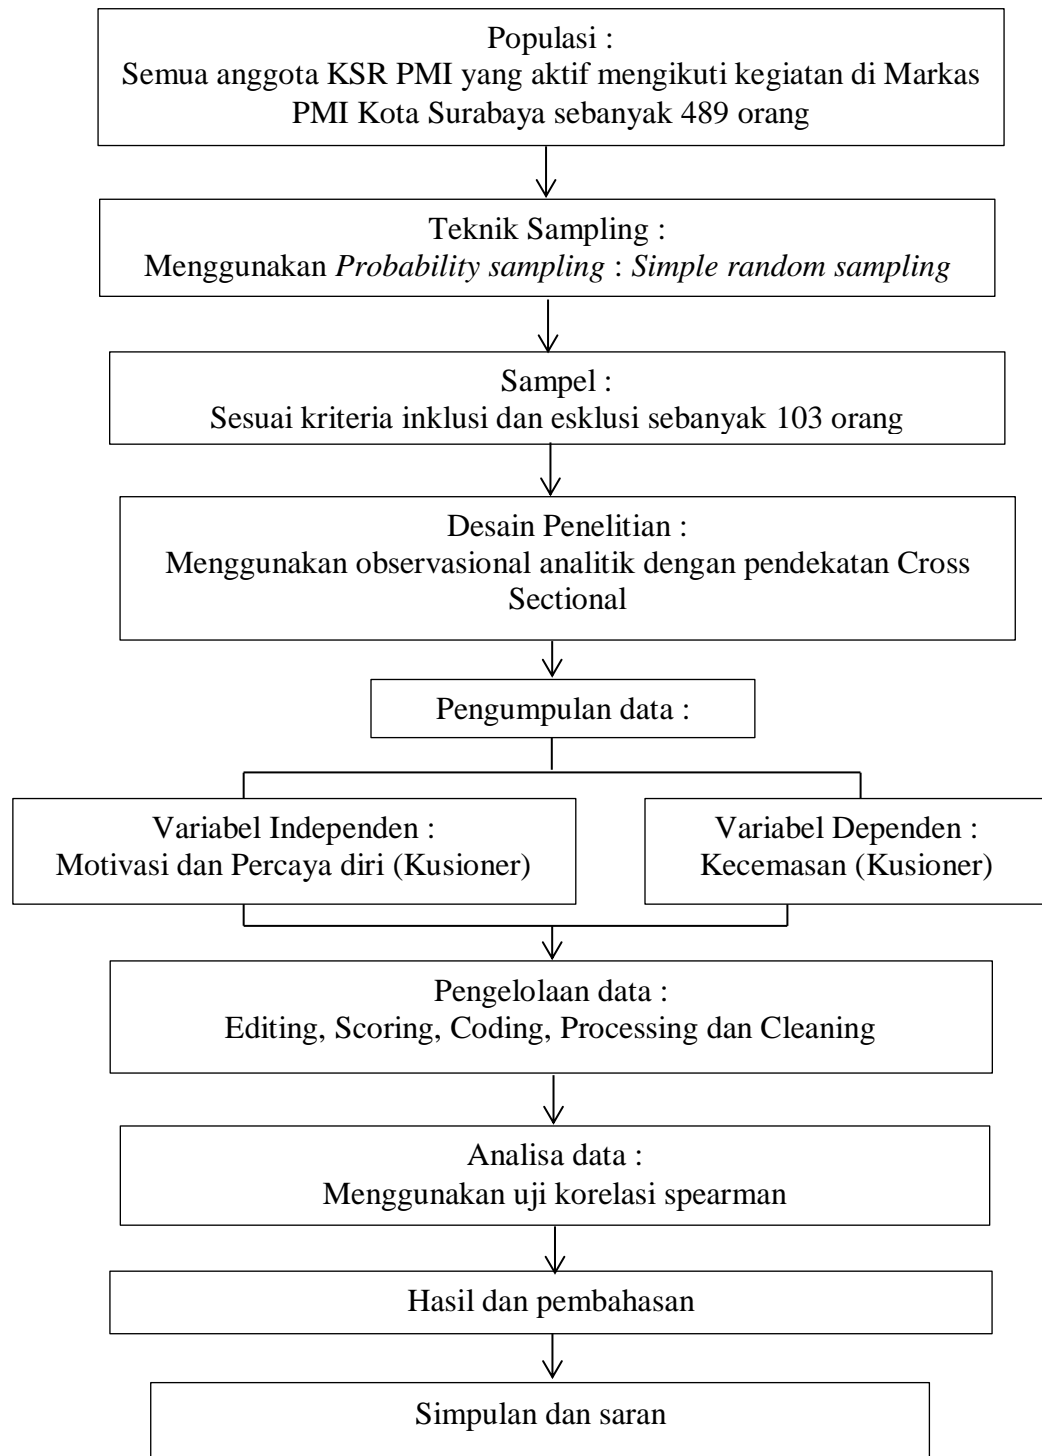 Populasi :
Semua anggota KSR PMI yang aktif mengikuti kegiatan di Markas
PMI Kota Surabaya sebanyak 489 orang
Teknik Sampling :
Menggunakan Probability sampling : Simple random sampling
Sampel :
Sesuai kriteria inklusi dan esklusi sebanyak 103 orang
Desain Penelitian :
Menggunakan observasional analitik dengan pendekatan Cross
Sectional
Pengumpulan data :
Variabel Independen :
Motivasi dan Percaya diri (Kusioner)
Variabel Dependen :
Kecemasan (Kusioner)
Pengelolaan data :
Editing, Scoring, Coding, Processing dan Cleaning
Analisa data :
Menggunakan uji korelasi spearman
Hasil dan pembahasan
Simpulan dan saran